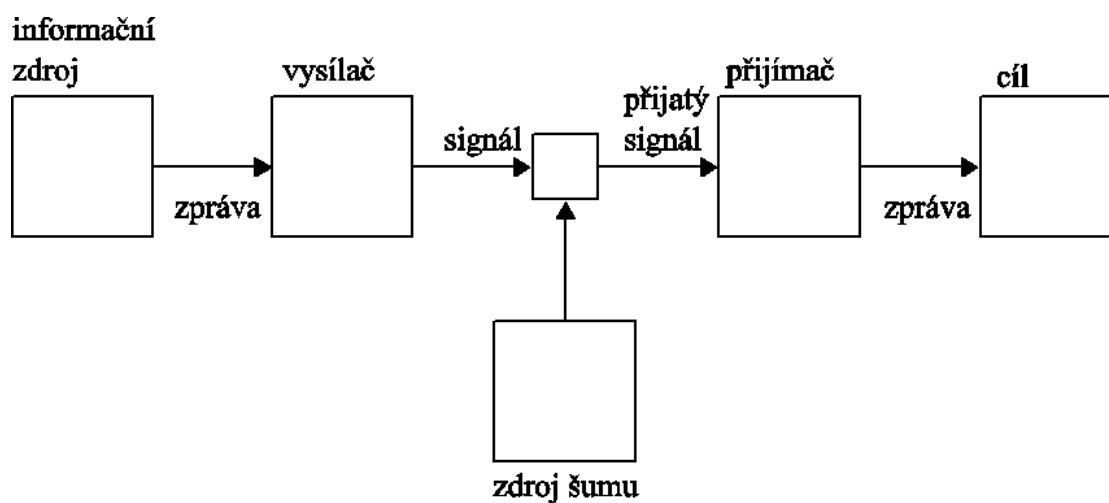 informační
zdroj
vysílač
přijímač
cíl
signál
přijatý
signál
zpráva
zpráva
zdroj šumu